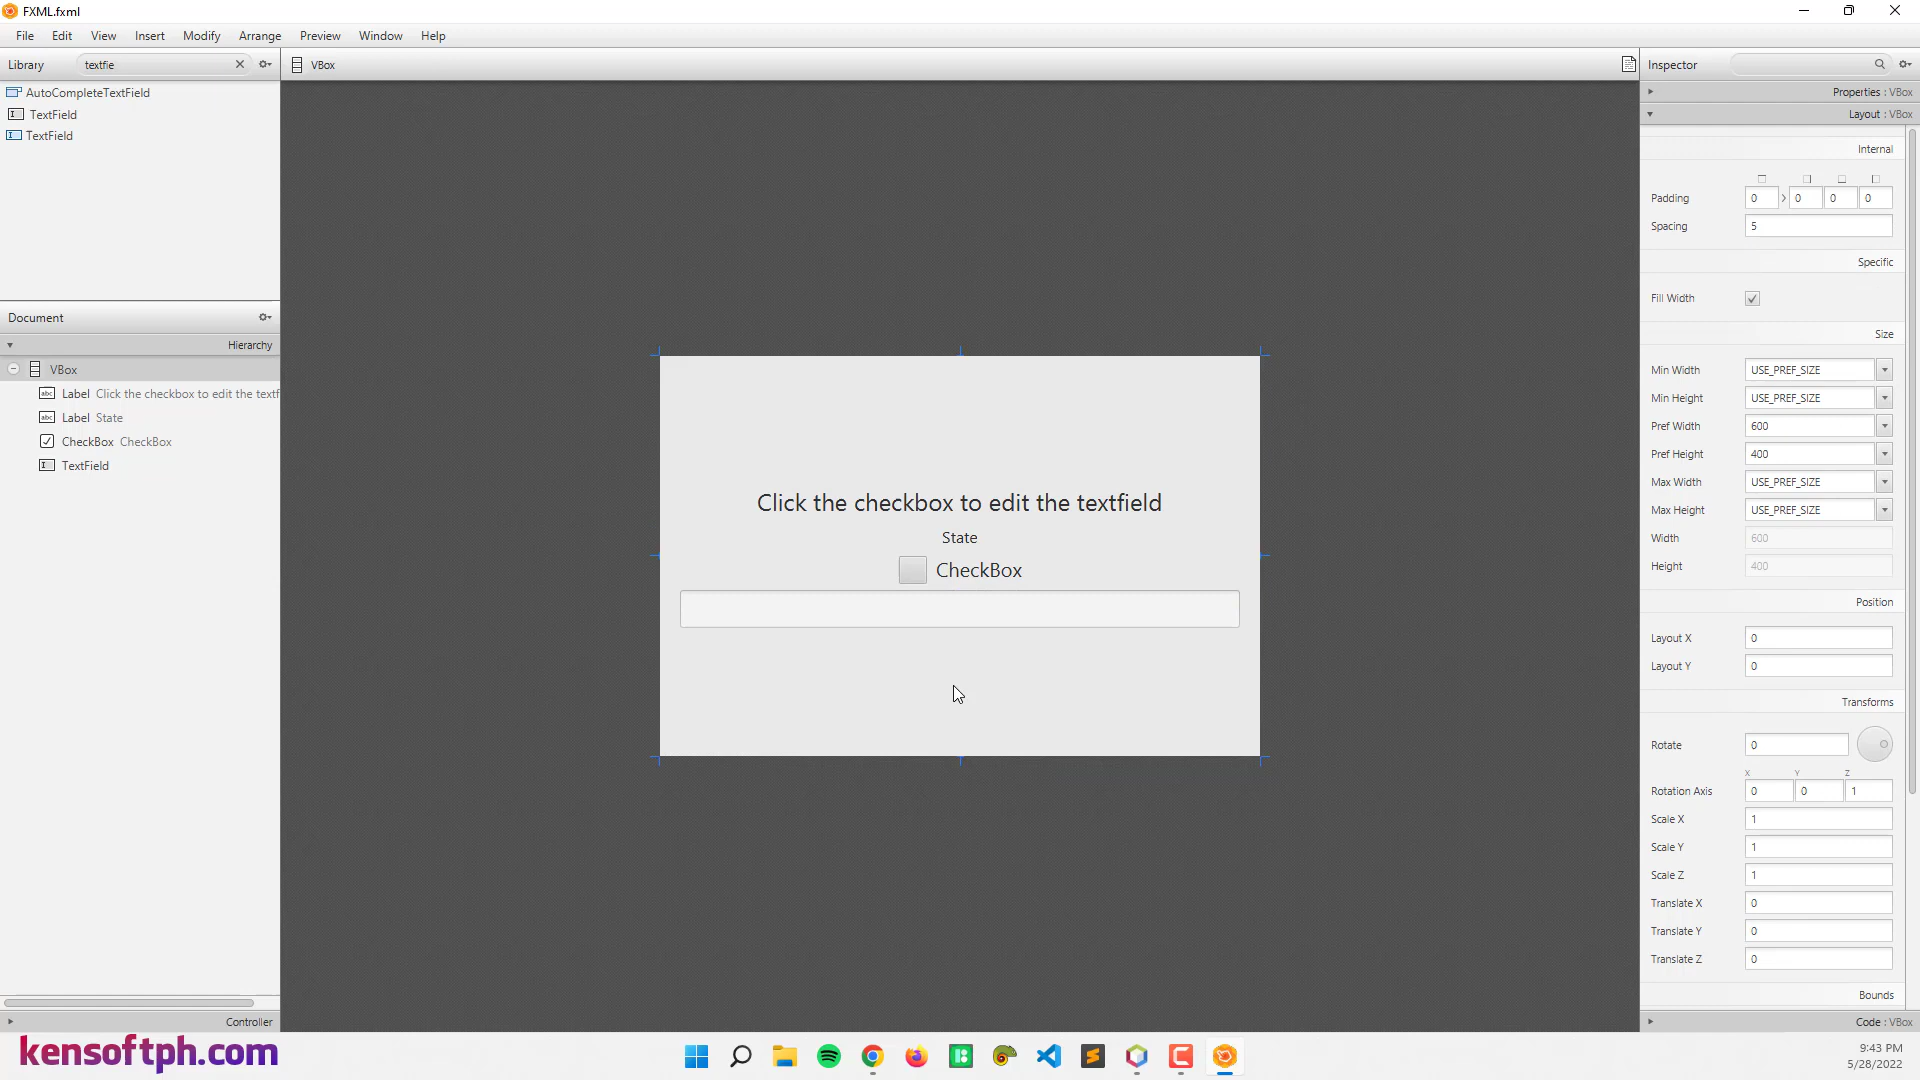 FXML.fxml
File Edit View Insert Modify Arrange Preview Window Help
Library textfie
VBox
Inspector
AutoCompleteTextField
TextField
TextField
Document
Hierarchy
VBox
Label Click the checkbox to edit the textf
Label State
CheckBox CheckBox
TextField
Controller
Click the checkbox to edit the textfield
State
CheckBox
Properties : VBox
Layout : VBox
Internal
Padding 0 0 0 0
Spacing 5
Specific
Fill Width
Size
Min Width USE_PREF_SIZE
Min Height USE_PREF_SIZE
Pref Width 600
Pref Height 400
Max Width USE_PREF_SIZE
Max Height USE_PREF_SIZE
Width 600
Height 400
Position
Layout X 0
Layout Y 0
Transforms
Rotate 0
X Y Z
Rotation Axis 0 0 1
Scale X 1
Scale Y 1
Scale Z 1
Translate X 0
Translate Y 0
Translate Z 0
Bounds
Code : VBox
kensoftph.com
9:43 PM
5/28/2022